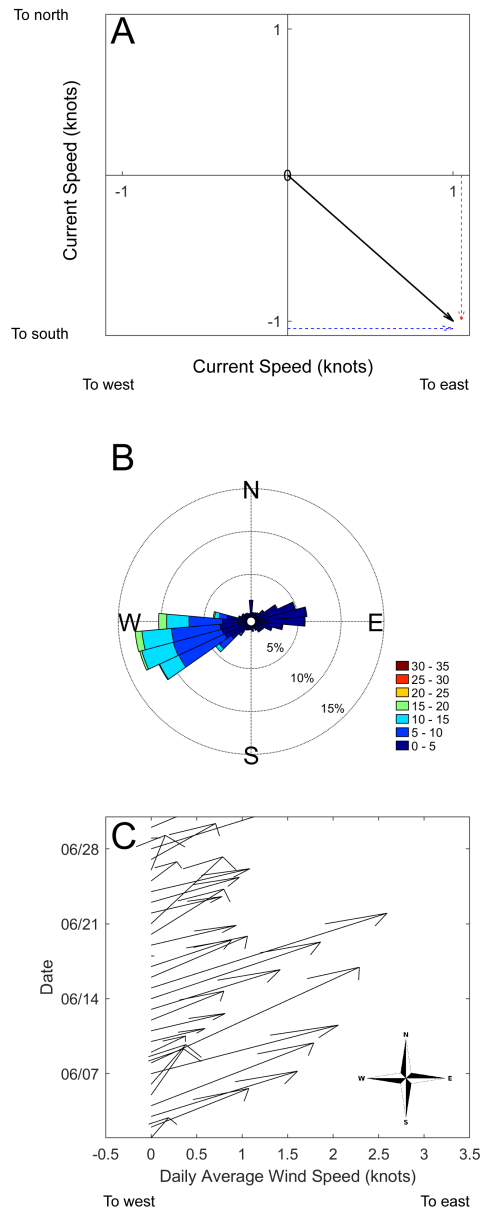 To north
A
1
Current Speed (knots)
0
-1
1
-1
To south
Current Speed (knots)
To west
To east
B
N
W
E
5%
10%
15%
S
30 - 35
25 - 30
20 - 25
15 - 20
10 - 15
5 - 10
0 - 5
C
06/28
06/21
Date
06/14
06/07
N
W
E
S
-0.5 0 0.5 1 1.5 2 2.5 3 3.5
Daily Average Wind Speed (knots)
To west
To east